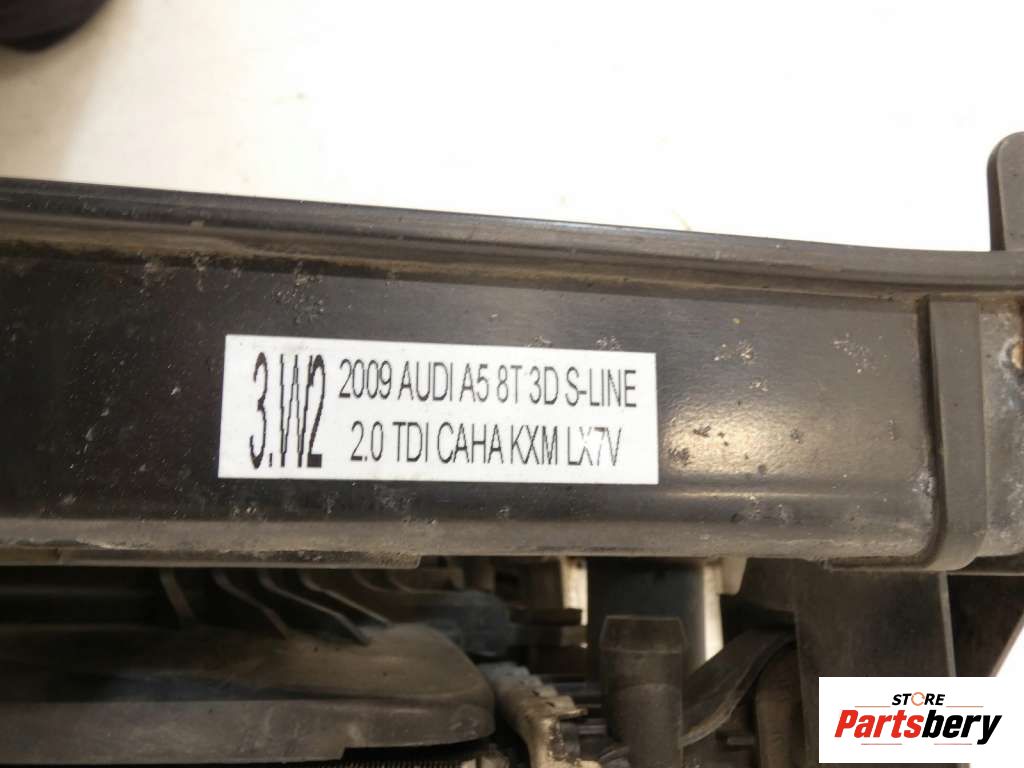 3.W2
2009 AUDI A5 8T 3D S-LINE
2.0 TDI CAHA KXM LX7V
STORE
Partsbery